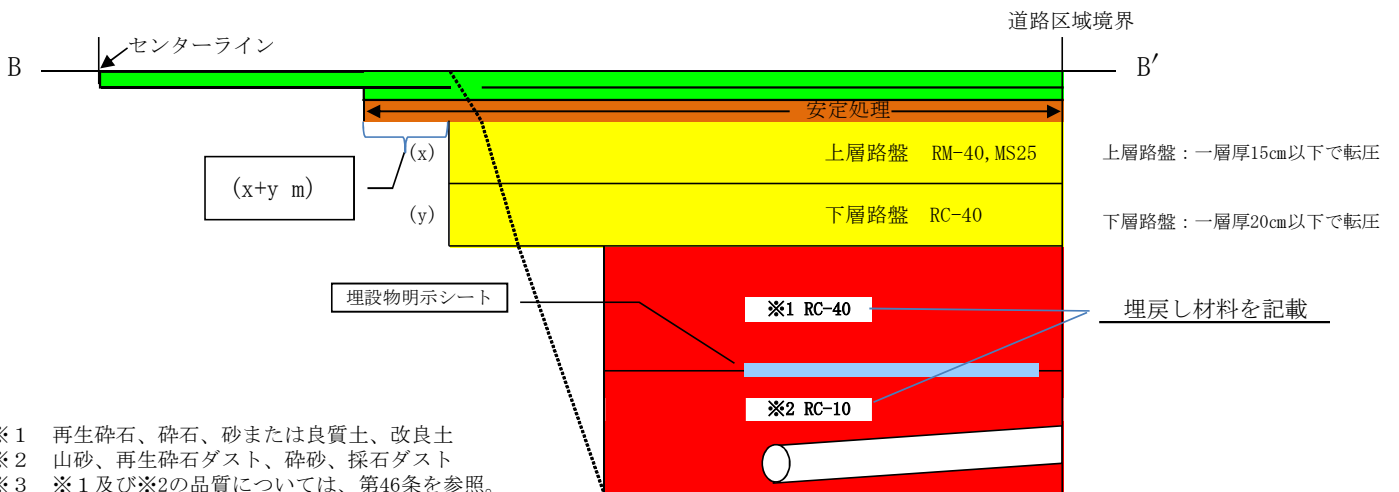 道路区域境界
センターライン
B
B′
安定処理
(x)
上層路盤 RM-40,MS25
上層路盤：一層厚15㎝以下で転圧
(x+y m)
(y)
下層路盤 RC-40
下層路盤：一層厚20㎝以下で転圧
埋設物明示シート
※1 RC-40
埋戻し材料を記載
※2 RC-10
※１ 再生砕石、砕石、砂または良質土、改良土
※２ 山砂、再生砕石ダスト、砕砂、採石ダスト
※３ ※１及び※2の品質については、第46条を参照。